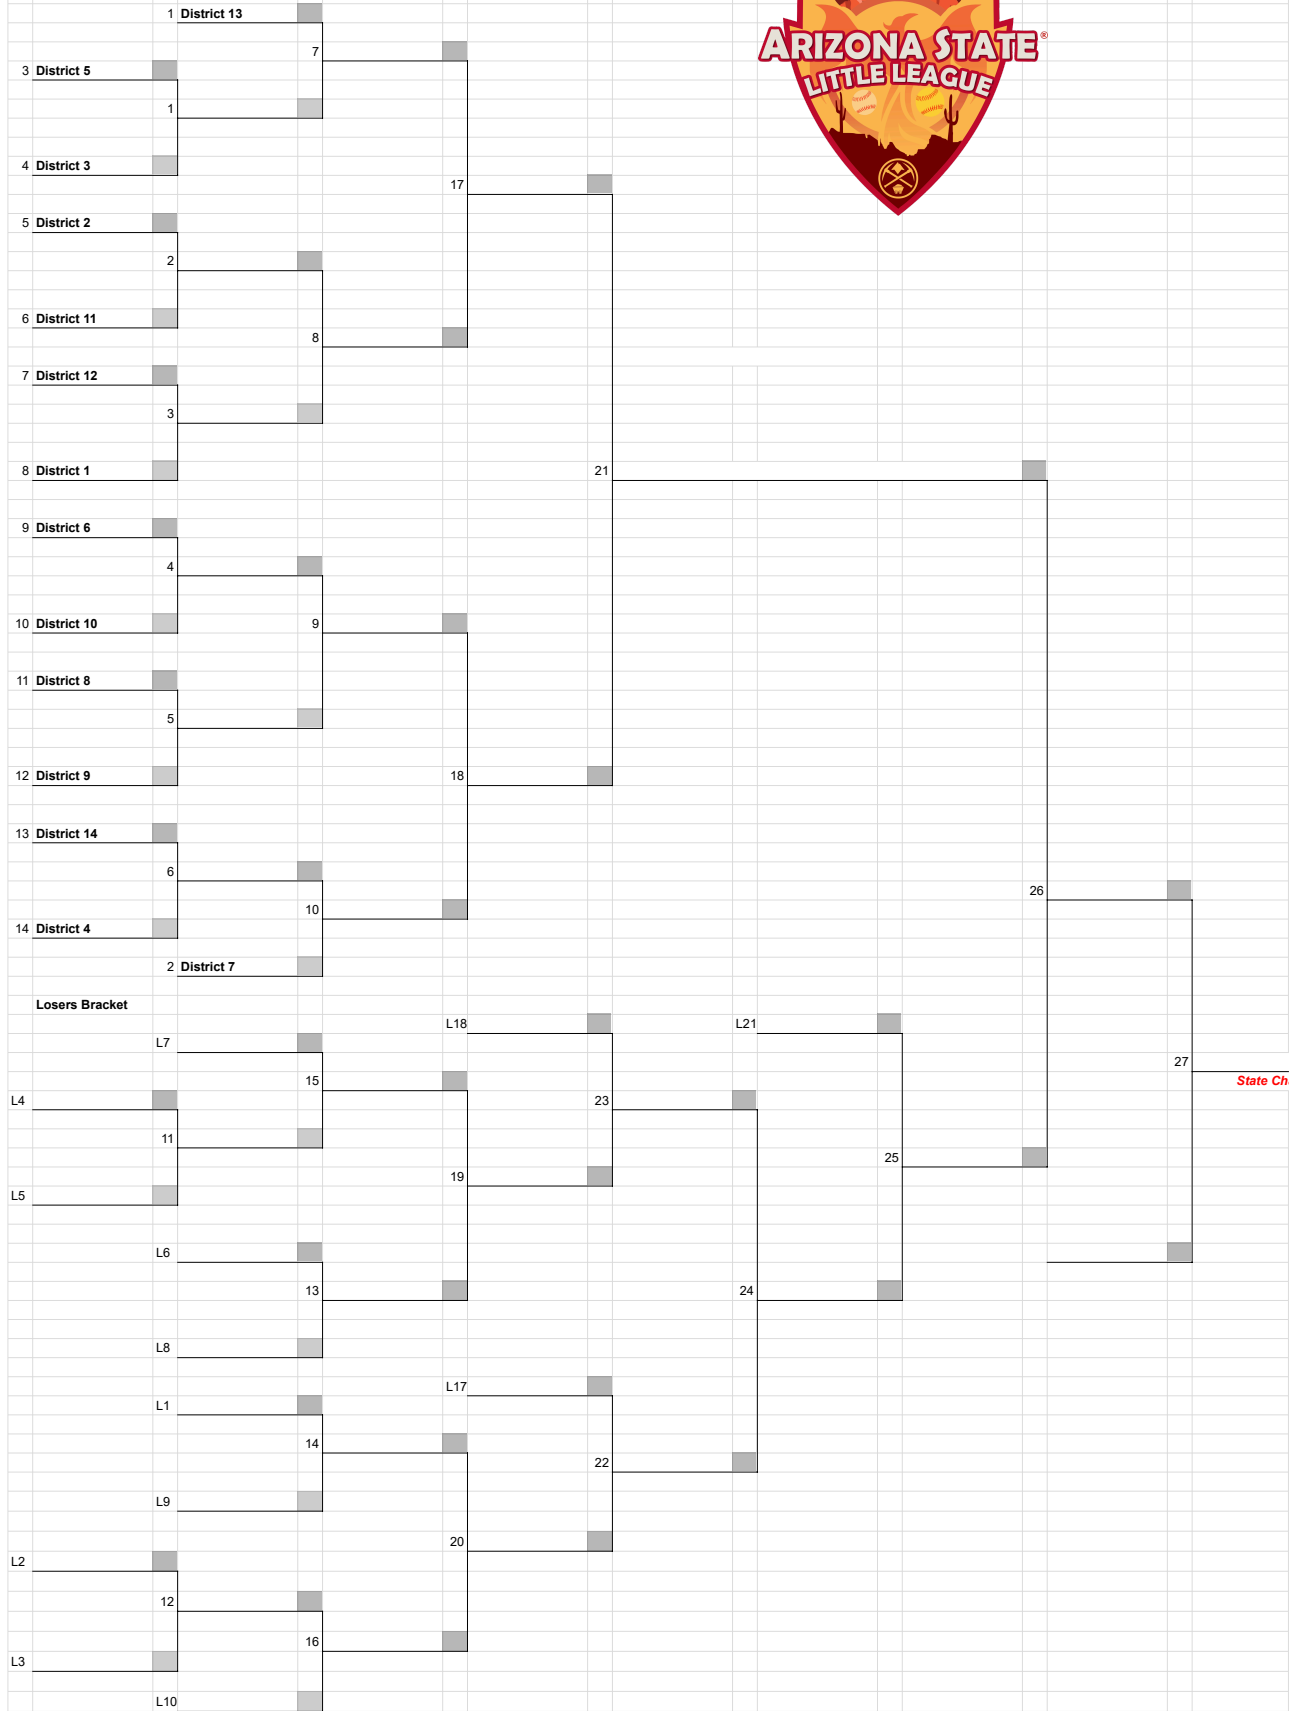 1 District 13
ARIZONA STATE®
LITTLE LEAGUE
7
3 District 5
1
4 District 3
17
5 District 2
2
6 District 11
8
7 District 12
3
8 District 1
21
9 District 6
4
10 District 10
9
11 District 8
5
12 District 9
18
13 District 14
6
26
10
14 District 4
2 District 7
Losers Bracket
L18
L21
L7
27
15
State Ch
L4
23
11
25
19
L5
L6
13
24
L8
L17
L1
14
22
L9
20
L2
12
16
L3
L10